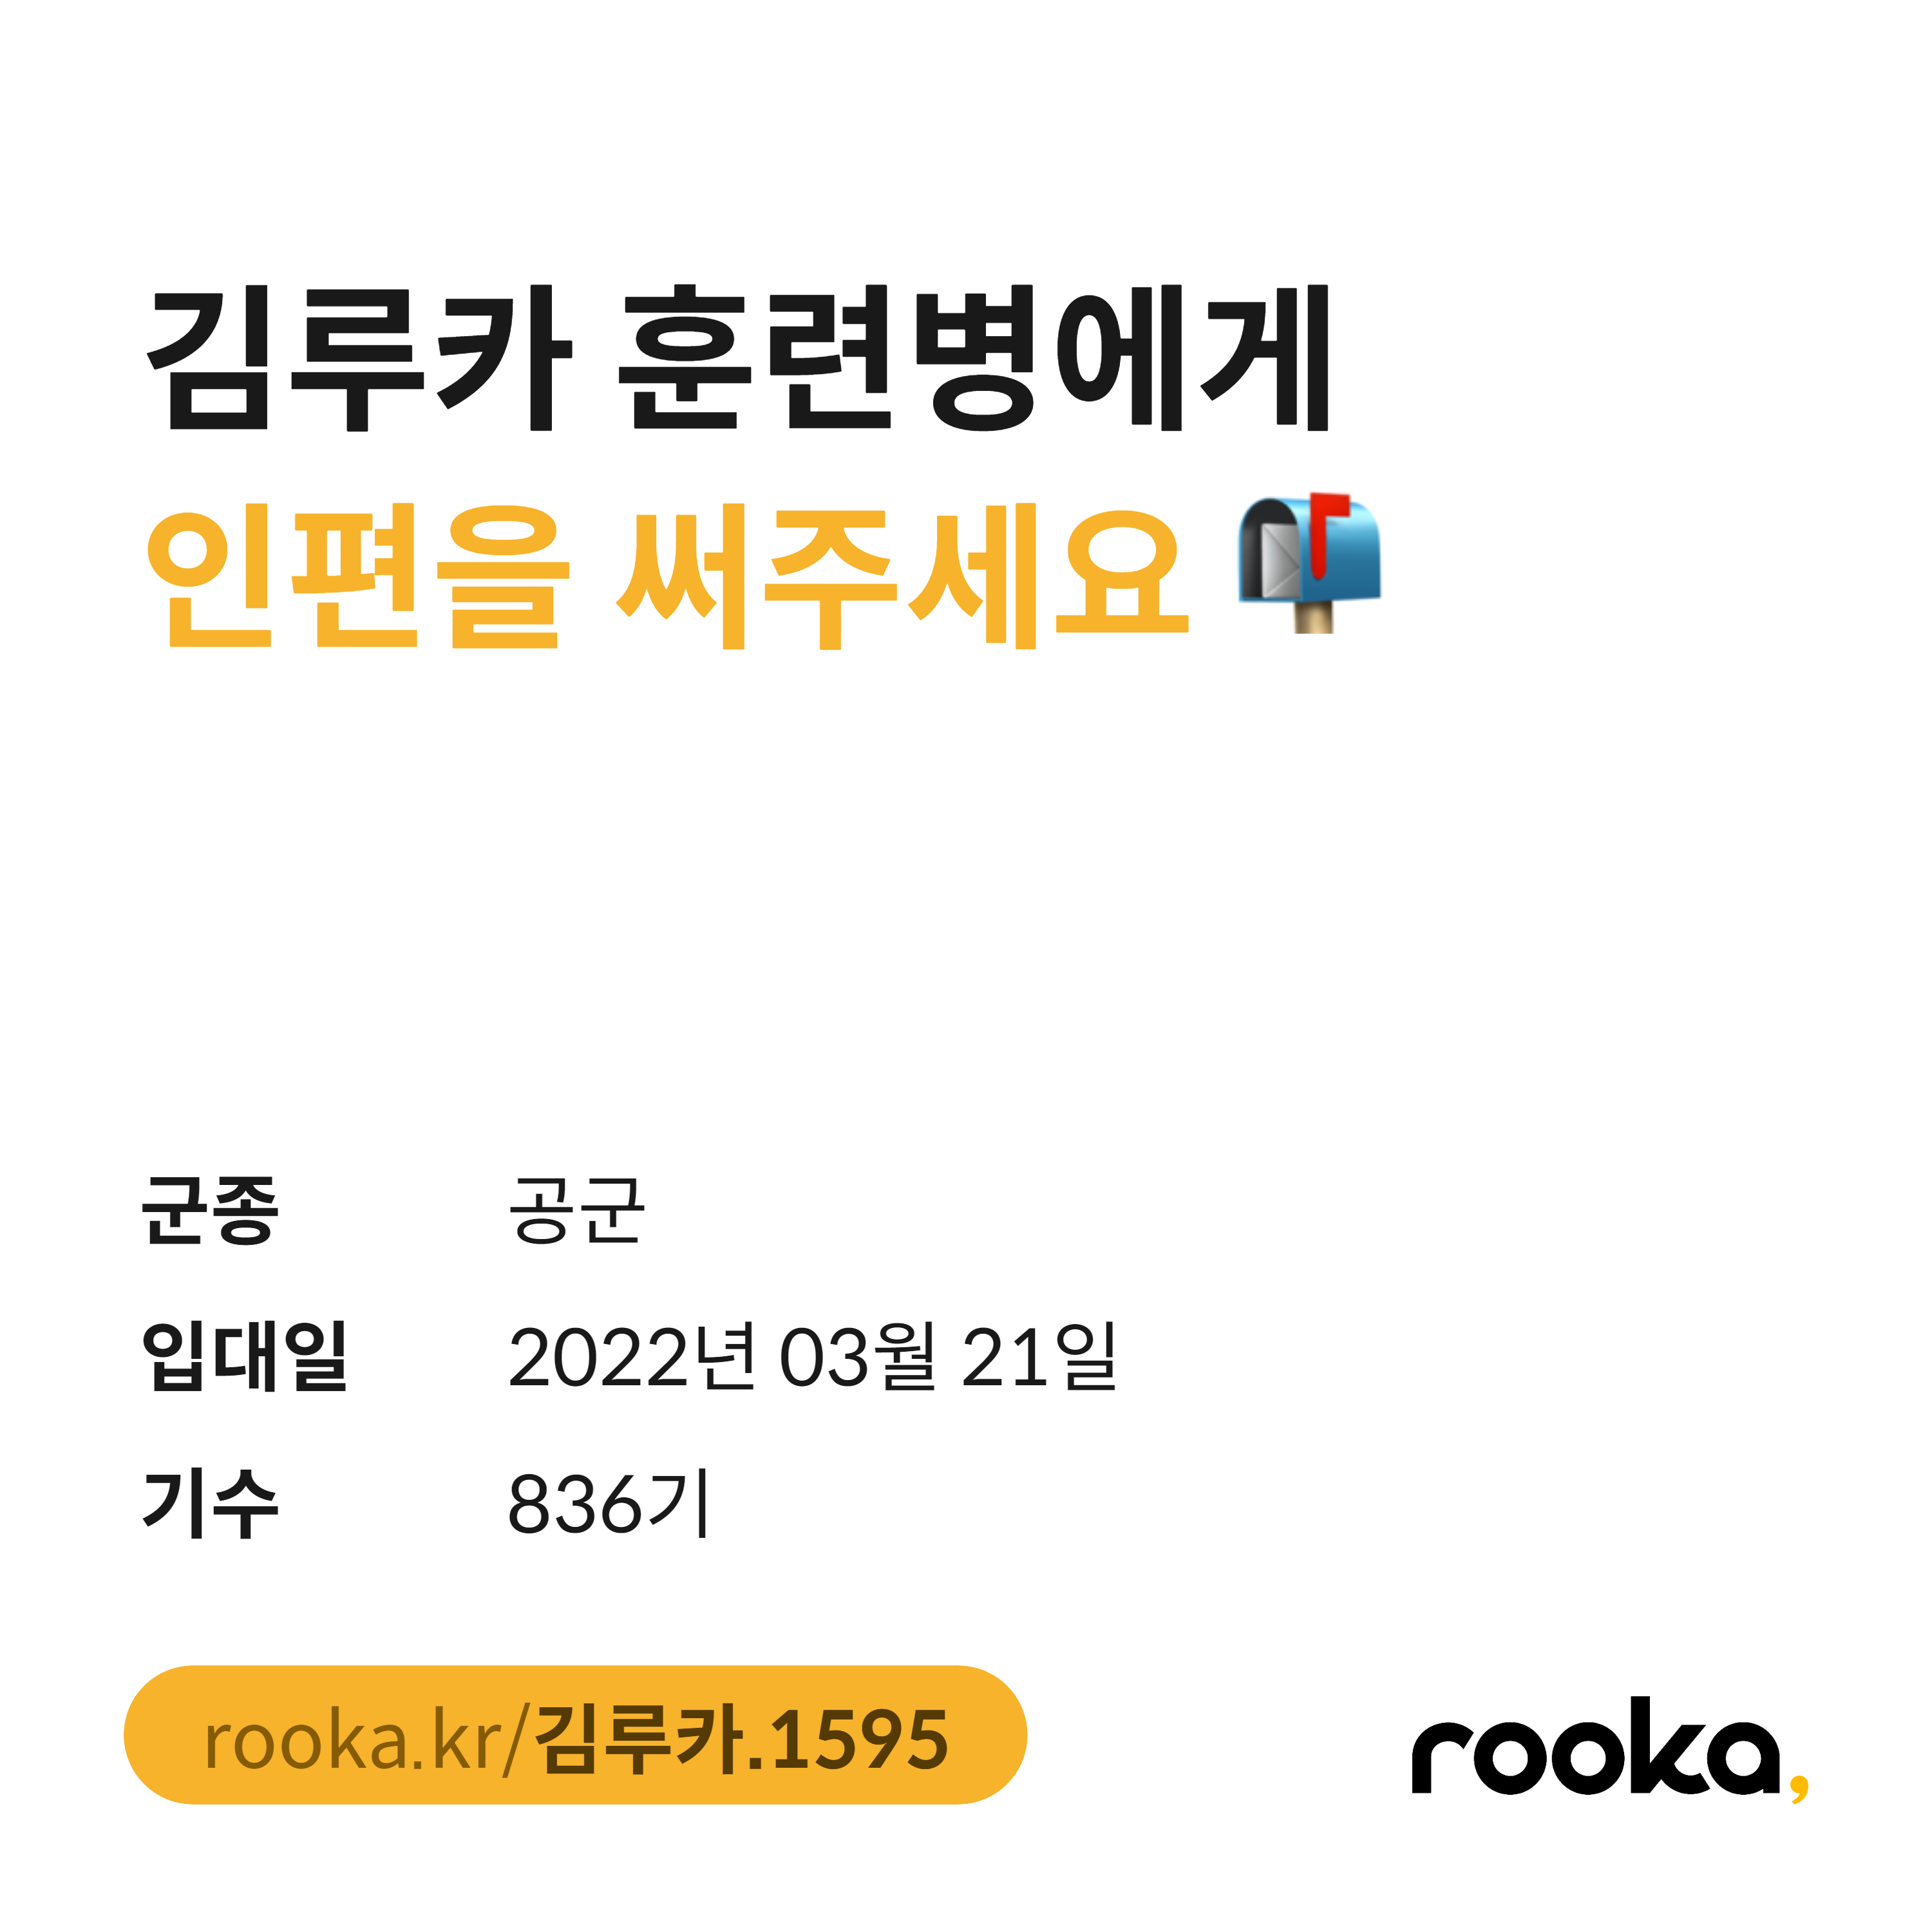 김루카 훈련병에게
인편을 써주세요
군종 공군
입대일 2022년 03월 21일
기수 836기
rooka.kr/김루카.1595
rooka,